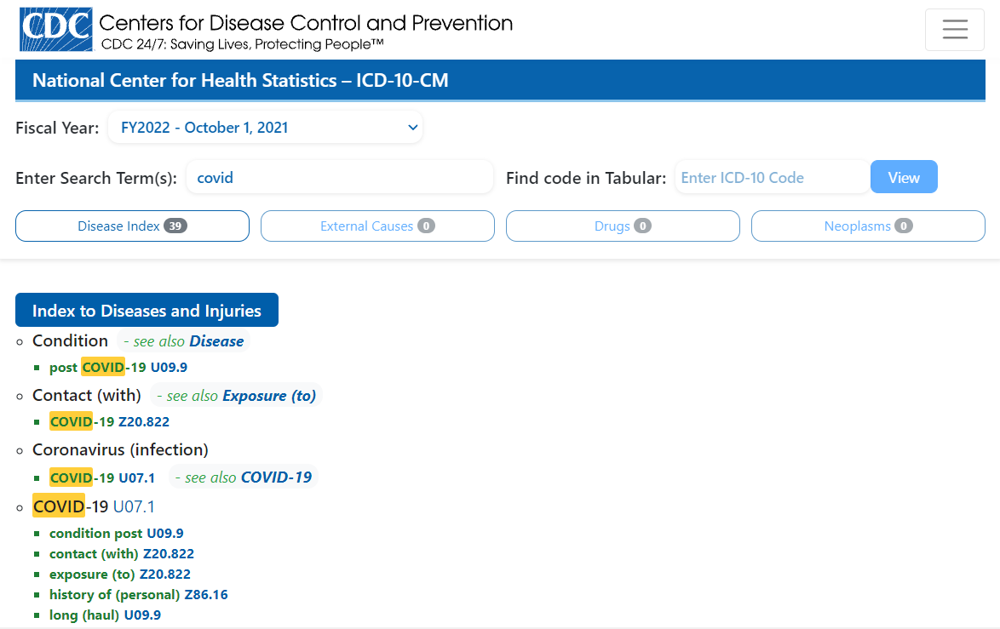 CDC Centers for Disease Control and Prevention
CDC 24/7: Saving Lives, Protecting People™
National Center for Health Statistics – ICD-10-CM
Fiscal Year: FY2022 - October 1, 2021
Enter Search Term(s): covid Find code in Tabular: Enter ICD-10 Code View
Disease Index 39 External Causes 0 Drugs 0 Neoplasms 0
Index to Diseases and Injuries
Condition - see also Disease
post COVID-19 U09.9
Contact (with) - see also Exposure (to)
COVID-19 Z20.822
Coronavirus (infection)
COVID-19 U07.1 - see also COVID-19
COVID-19 U07.1
condition post U09.9
contact (with) Z20.822
exposure (to) Z20.822
history of (personal) Z86.16
long (haul) U09.9